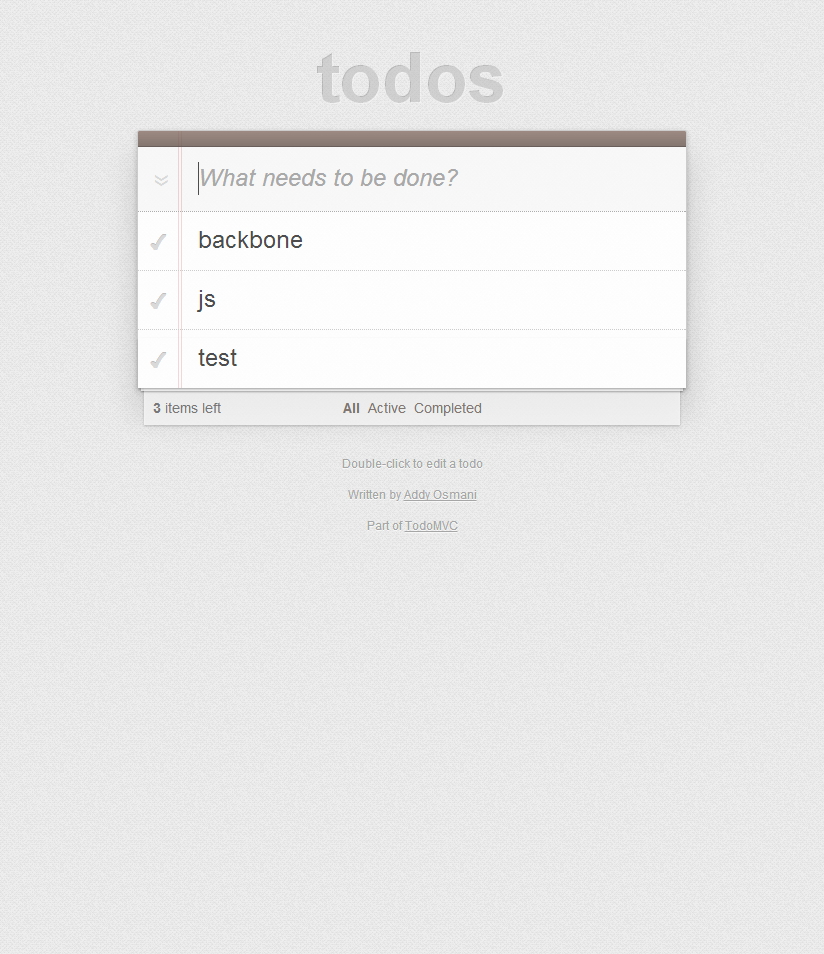 todos
What needs to be done?
backbone
js
test
3 items left All Active Completed
Double-click to edit a todo
Written by Addy Osmani
Part of TodoMVC